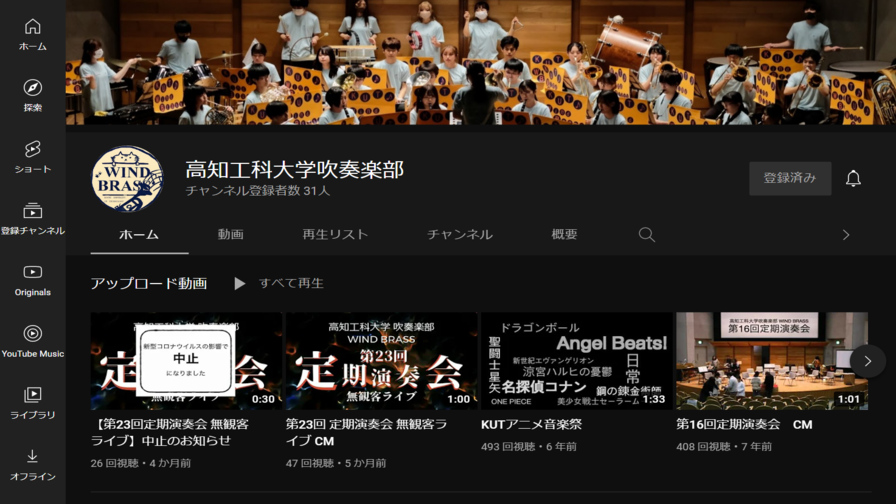 ホーム
探索
ショート
登録チャンネル
Originals
YouTube Music
ライブラリ
オフライン
WIND
BRASS
高知工科大学吹奏楽部
チャンネル登録者数 31人
登録済み
ホーム
動画
再生リスト
チャンネル
概要
アップロード動画
すべて再生
新型コロナウイルスの影響で
中止
になりました
定
会
無観客ライブ
0:30
【第23回定期演奏会 無観客
ライブ】中止のお知らせ
26 回視聴・4 か月前
高知工科大学 吹奏楽部
WIND BRASS
第23回
定期演奏会
無観客ライブ
1:00
第23回 定期演奏会 無観客ラ
イブ CM
47 回視聴・5 か月前
ドラゴンボール
Angel Beats!
聖闘士星矢
新世紀エヴァンゲリオン
涼宮ハルヒの憂鬱
日常
名探偵コナン
鋼の錬金術師
ONE PIECE
美少女戦士セーラーム
1:33
KUTアニメ音楽祭
493 回視聴・6 年前
高知工科大学吹奏楽部 WIND BRASS
第16回定期演奏会
1:01
第16回定期演奏会　CM
408 回視聴・7 年前